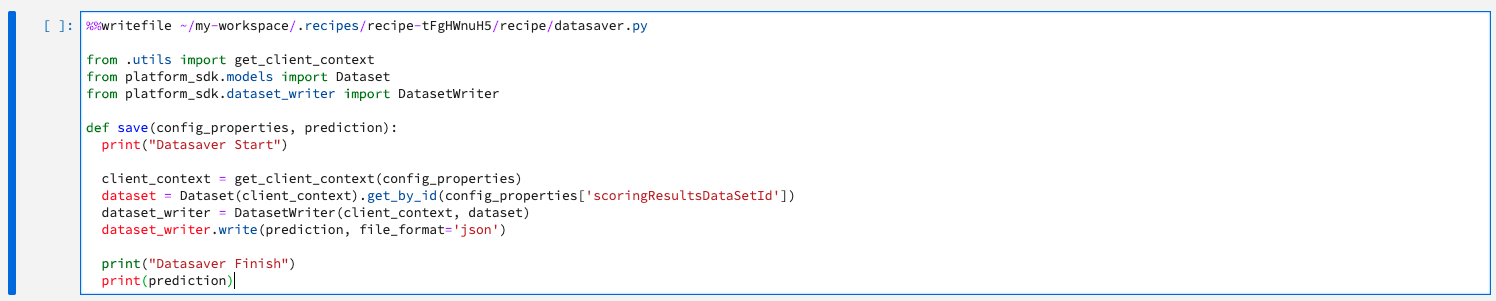 [ ]: %%writefile ~/my-workspace/.recipes/recipe-tFgHWnuH5/recipe/datasaver.py
from .utils import get_client_context
from platform_sdk.models import Dataset
from platform_sdk.dataset_writer import DatasetWriter
def save(config_properties, prediction):
print("Datasaver Start")
client_context = get_client_context(config_properties)
dataset = Dataset(client_context).get_by_id(config_properties['scoringResultsDataSetId'])
dataset_writer = DatasetWriter(client_context, dataset)
dataset_writer.write(prediction, file_format='json')
print("Datasaver Finish")
print(prediction)